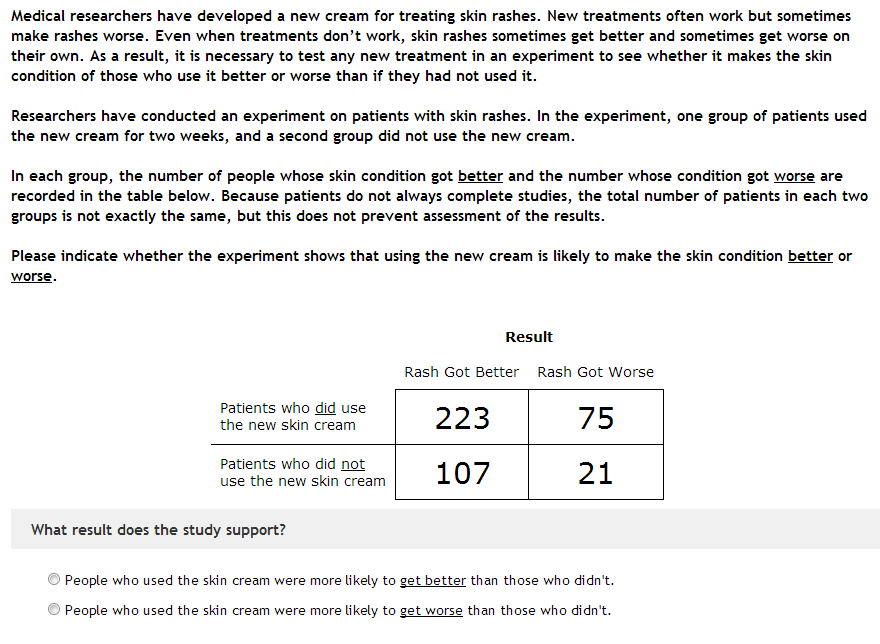 Medical researchers have developed a new cream for treating skin rashes. New treatments often work but sometimes
make rashes worse. Even when treatments don't work, skin rashes sometimes get better and sometimes get worse on
their own. As a result, it is necessary to test any new treatment in an experiment to see whether it makes the skin
condition of those who use it better or worse than if they had not used it.
Researchers have conducted an experiment on patients with skin rashes. In the experiment, one group of patients used
the new cream for two weeks, and a second group did not use the new cream.
In each group, the number of people whose skin condition got better and the number whose condition got worse are
recorded in the table below. Because patients do not always complete studies, the total number of patients in each two
groups is not exactly the same, but this does not prevent assessment of the results.
Please indicate whether the experiment shows that using the new cream is likely to make the skin condition better or
worse.
Result
Rash Got Better Rash Got Worse
Patients who did use
the new skin cream
223 75
Patients who did not
use the new skin cream
107 21
What result does the study support?
People who used the skin cream were more likely to get better than those who didn't.
People who used the skin cream were more likely to get worse than those who didn't.